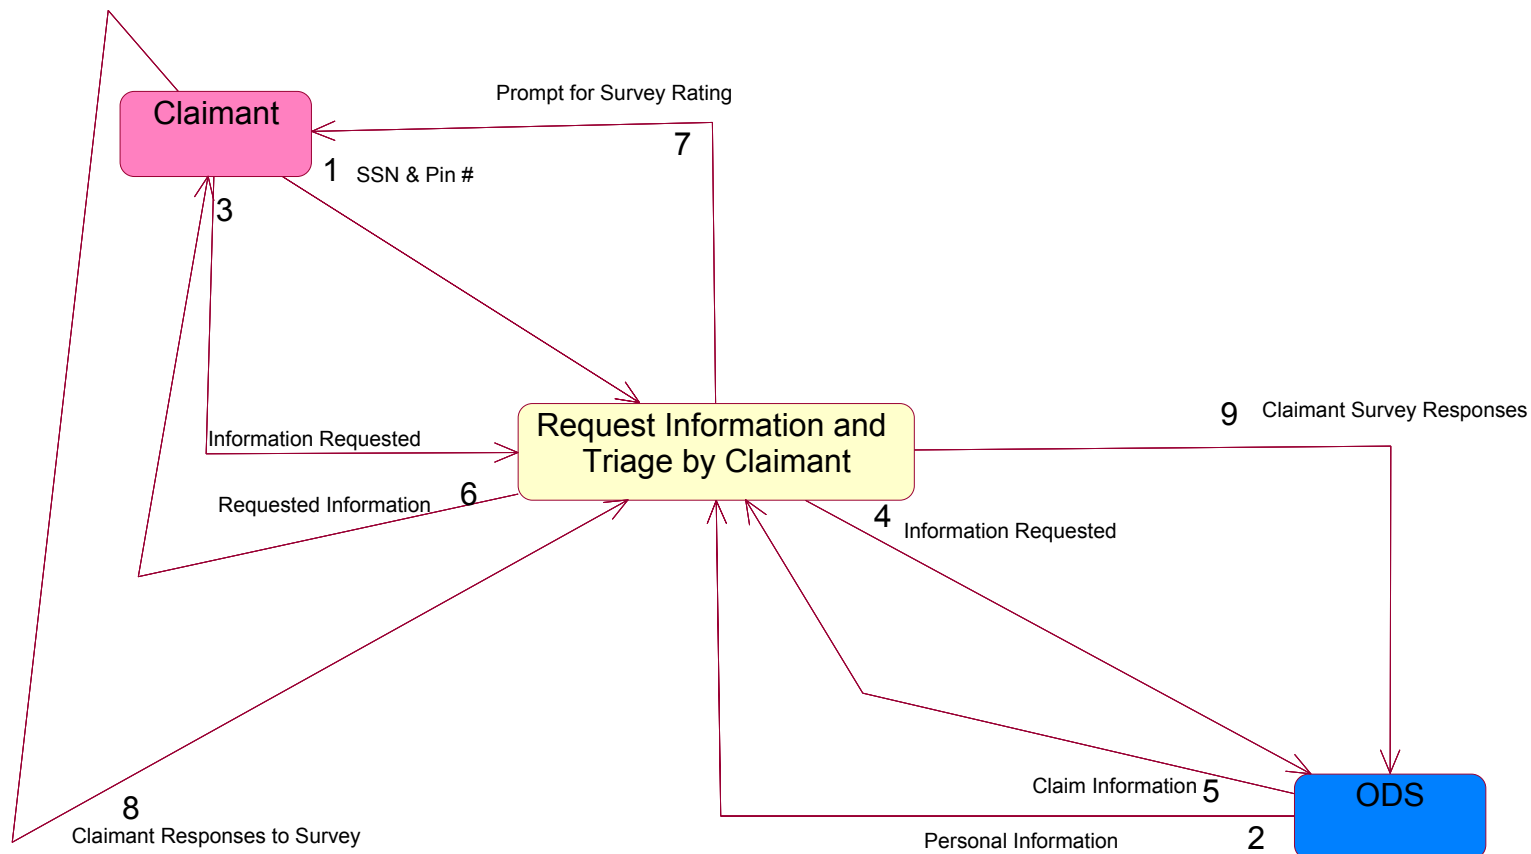 Prompt for Survey Rating
Claimant
7
1 SSN & Pin #
3
9 Claimant Survey Responses
Request Information and
Triage by Claimant
Information Requested
6
Requested Information
4
Information Requested
Claim Information 5
ODS
8
Claimant Responses to Survey
Personal Information 2